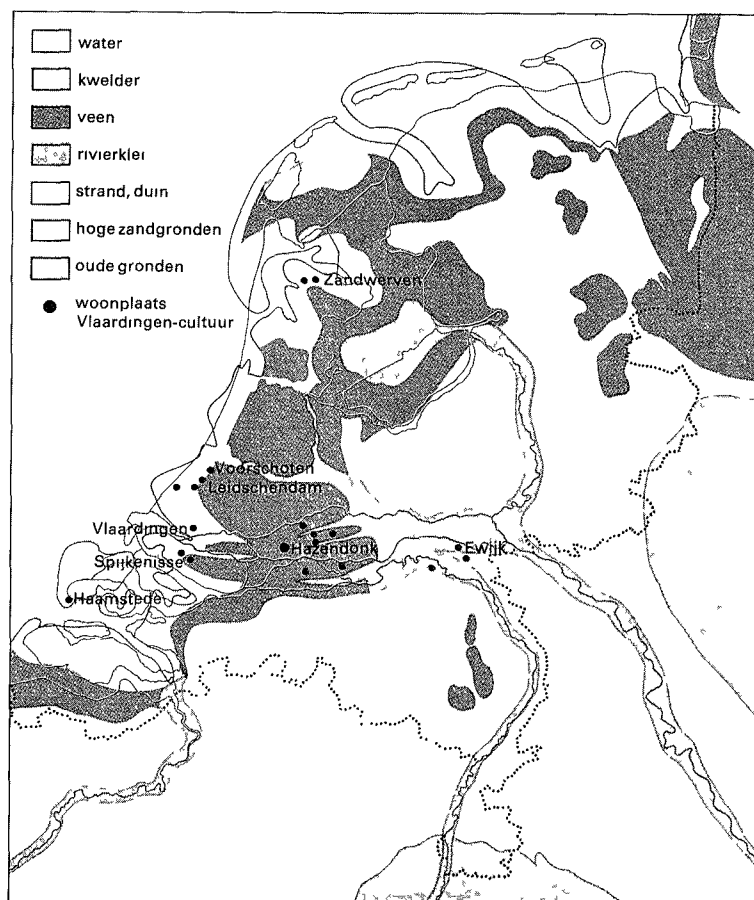 water
kwelder
veen
rivierklei
strand, duin
hoge zandgronden
oude gronden
woonplaats
Vlaardingen-cultuur
Zandwerven
Voorschoten
Leidschendam
Vlaardingen
Hazendonk
Ewijk
Spijkenisse
Haamstede